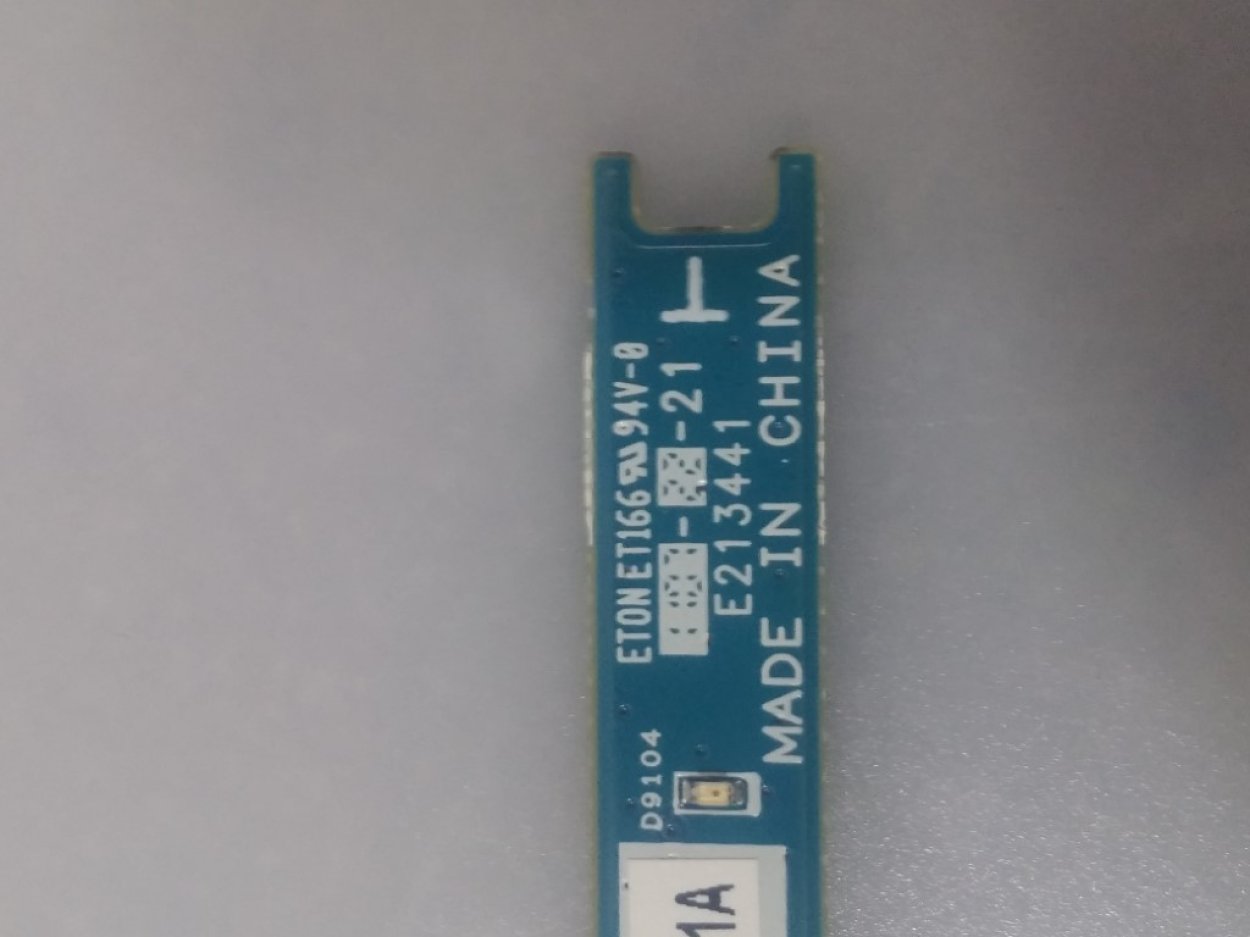 ETON ET166 94V-0
-21
E213441
MADE IN CHINA
D9104
1A